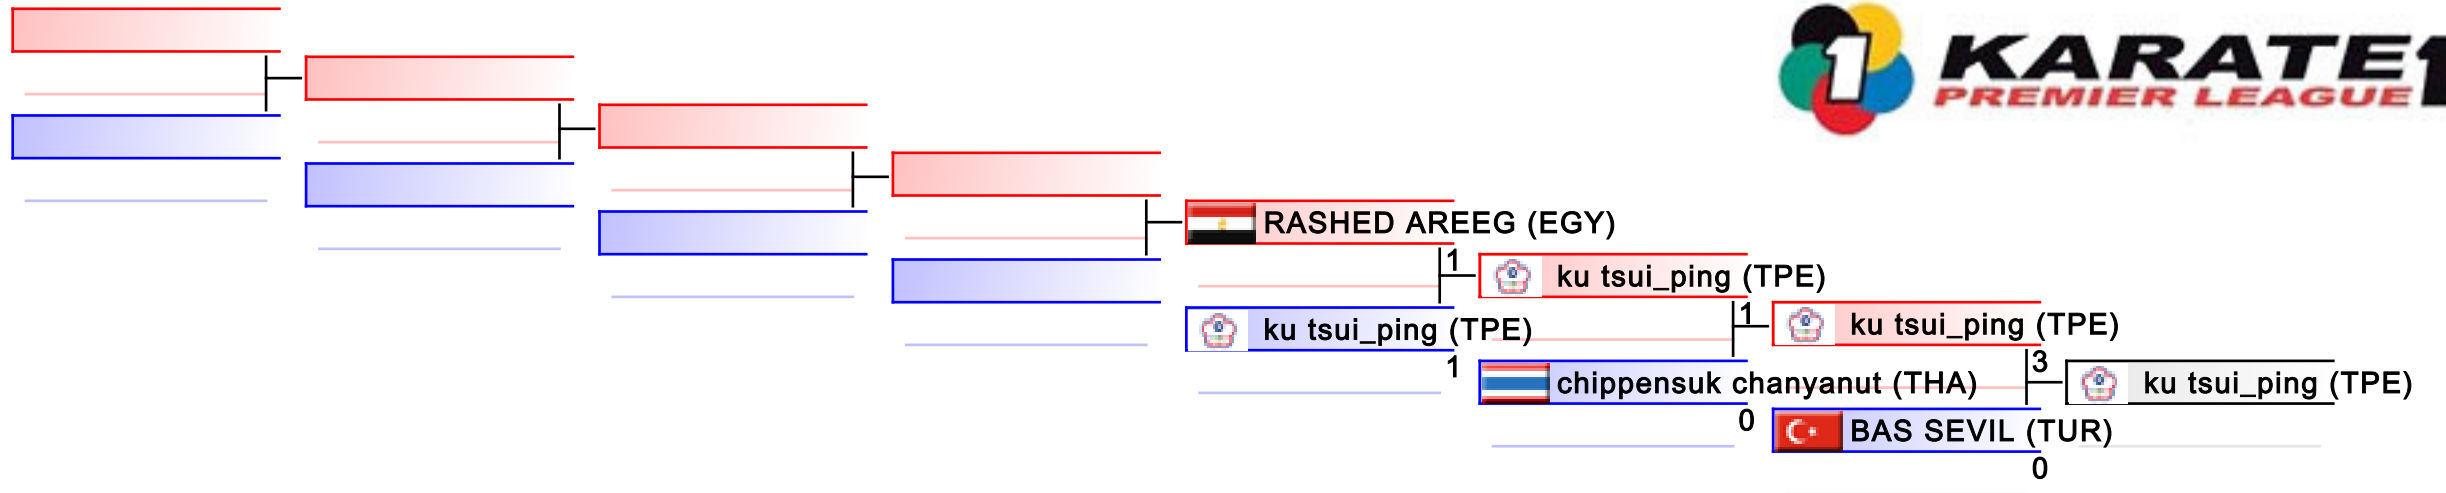 1 KARATE1
PREMIER LEAGUE
RASHED AREEG (EGY)
1
ku tsui_ping (TPE)
ku tsui_ping (TPE)
1
1
ku tsui_ping (TPE)
chippensuk chanyanut (THA)
0
3
ku tsui_ping (TPE)
BAS SEVIL (TUR)
0